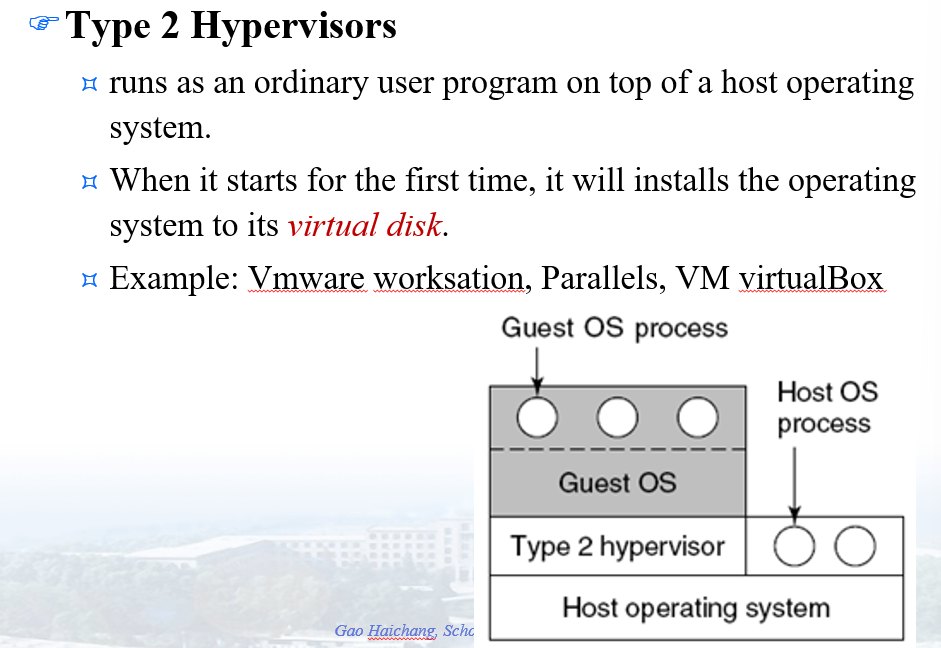 Type 2 Hypervisors
runs as an ordinary user program on top of a host operating
system.
When it starts for the first time, it will installs the operating
system to its virtual disk.
Example: Vmware worksation, Parallels, VM virtualBox
Guest OS process
Host OS
process
Guest OS
Type 2 hypervisor
Host operating system
Gao Haichang,